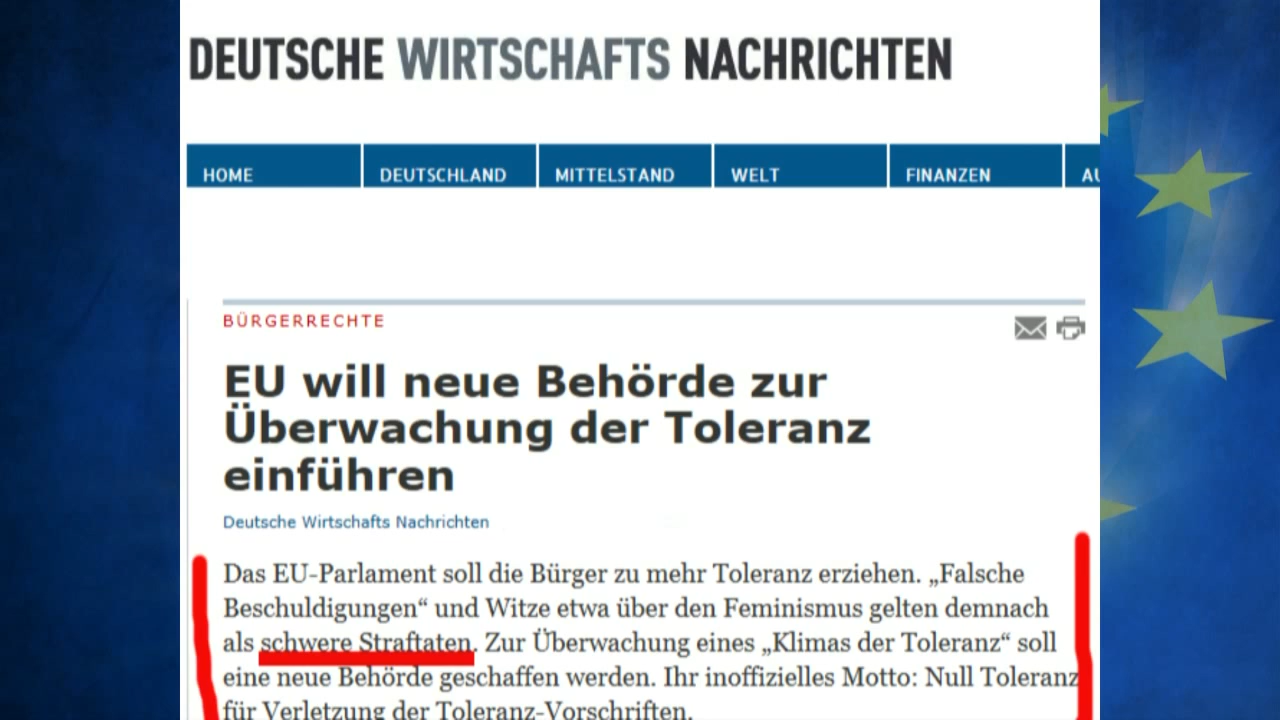 DEUTSCHE WIRTSCHAFTS NACHRICHTEN
HOME DEUTSCHLAND MITTELSTAND WELT FINANZEN AU
BÜRGERRECHTE
EU will neue Behörde zur
Überwachung der Toleranz
einführen
Deutsche Wirtschafts Nachrichten
Das EU-Parlament soll die Bürger zu mehr Toleranz erziehen. „Falsche
Beschuldigungen“ und Witze etwa über den Feminismus gelten demnach
als schwere Straftaten. Zur Überwachung eines „Klimas der Toleranz“ soll
eine neue Behörde geschaffen werden. Ihr inoffizielles Motto: Null Toleranz
für Verletzung der Toleranz-Vorschriften.